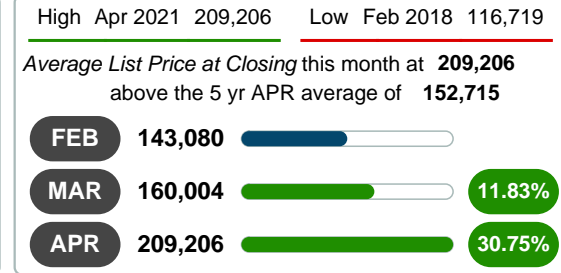 High Apr 2021 209,206 Low Feb 2018 116,719
Average List Price at Closing this month at 209,206
above the 5 yr APR average of 152,715
FEB 143,080
MAR 160,004 11.83%
APR 209,206 30.75%